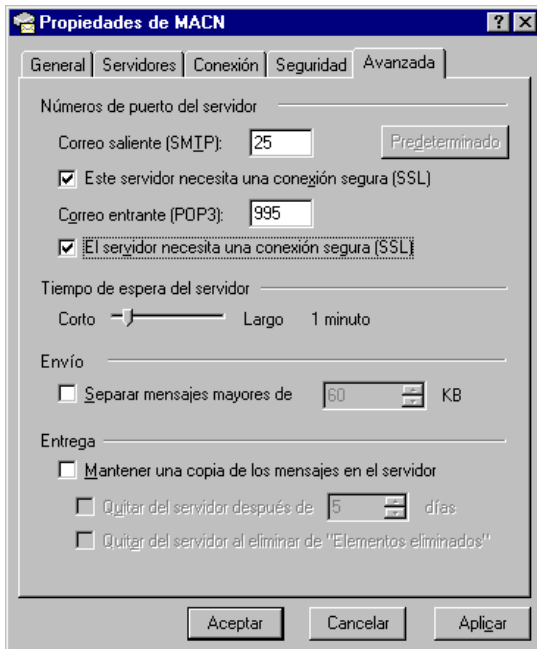 Propiedades de MACN
General Servidores Conexión Seguridad Avanzada
Números de puerto del servidor
Correo saliente (SMTP): 25 Predeterminado
Este servidor necesita una conexión segura (SSL)
Correo entrante (POP3): 995
El servidor necesita una conexión segura (SSL)
Tiempo de espera del servidor
Corto Largo 1 minuto
Envío
Separar mensajes mayores de 60 KB
Entrega
Mantener una copia de los mensajes en el servidor
Quitar del servidor después de 5 días
Quitar del servidor al eliminar de "Elementos eliminados"
Aceptar Cancelar Aplicar